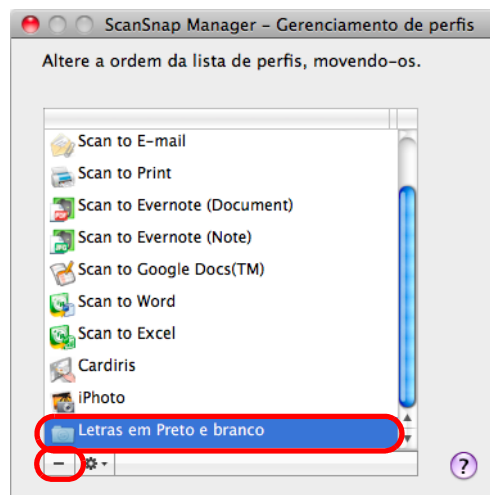 ScanSnap Manager – Gerenciamento de perfis
Altere a ordem da lista de perfis, movendo-os.
Scan to E-mail
Scan to Print
Scan to Evernote (Document)
Scan to Evernote (Note)
Scan to Google Docs(TM)
Scan to Word
Scan to Excel
Cardiris
iPhoto
Letras em Preto e branco